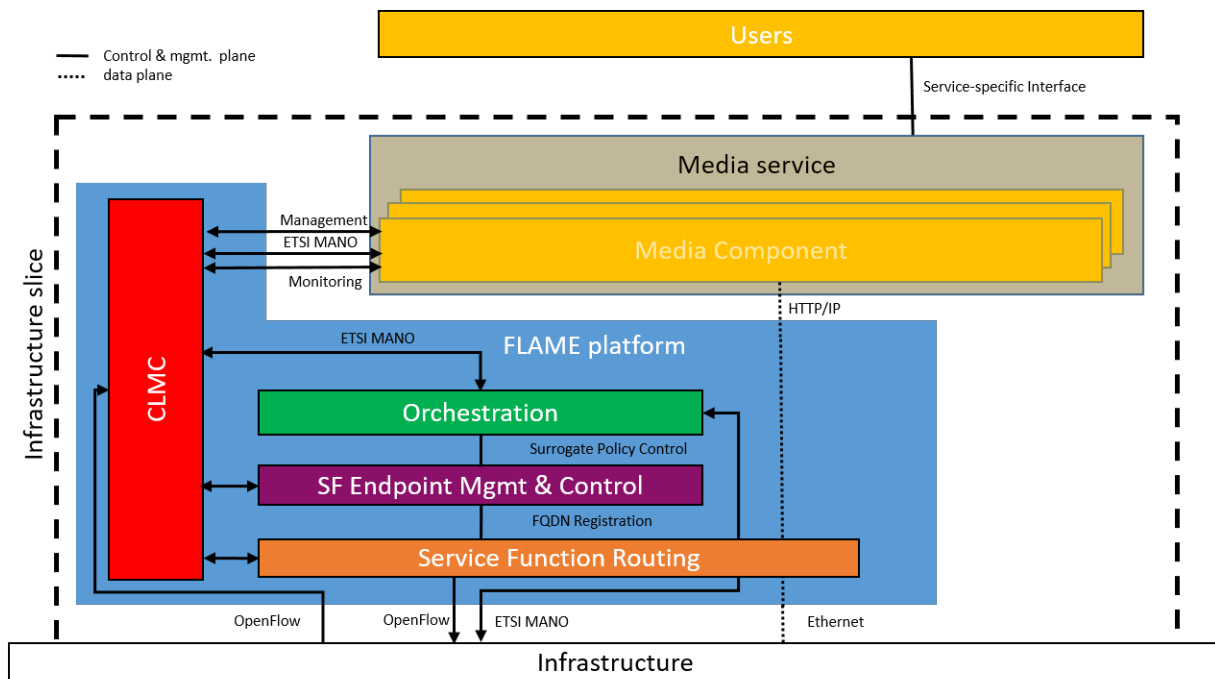 Users
Control & mgmt. plane
data plane
Service-specific Interface
Media service
Management
ETSI MANO
Media Component
Monitoring
HTTP/IP
Infrastructure slice
CLMC
ETSI MANO
FLAME platform
Orchestration
Surrogate Policy Control
SF Endpoint Mgmt & Control
FQDN Registration
Service Function Routing
OpenFlow
OpenFlow
ETSI MANO
Ethernet
Infrastructure